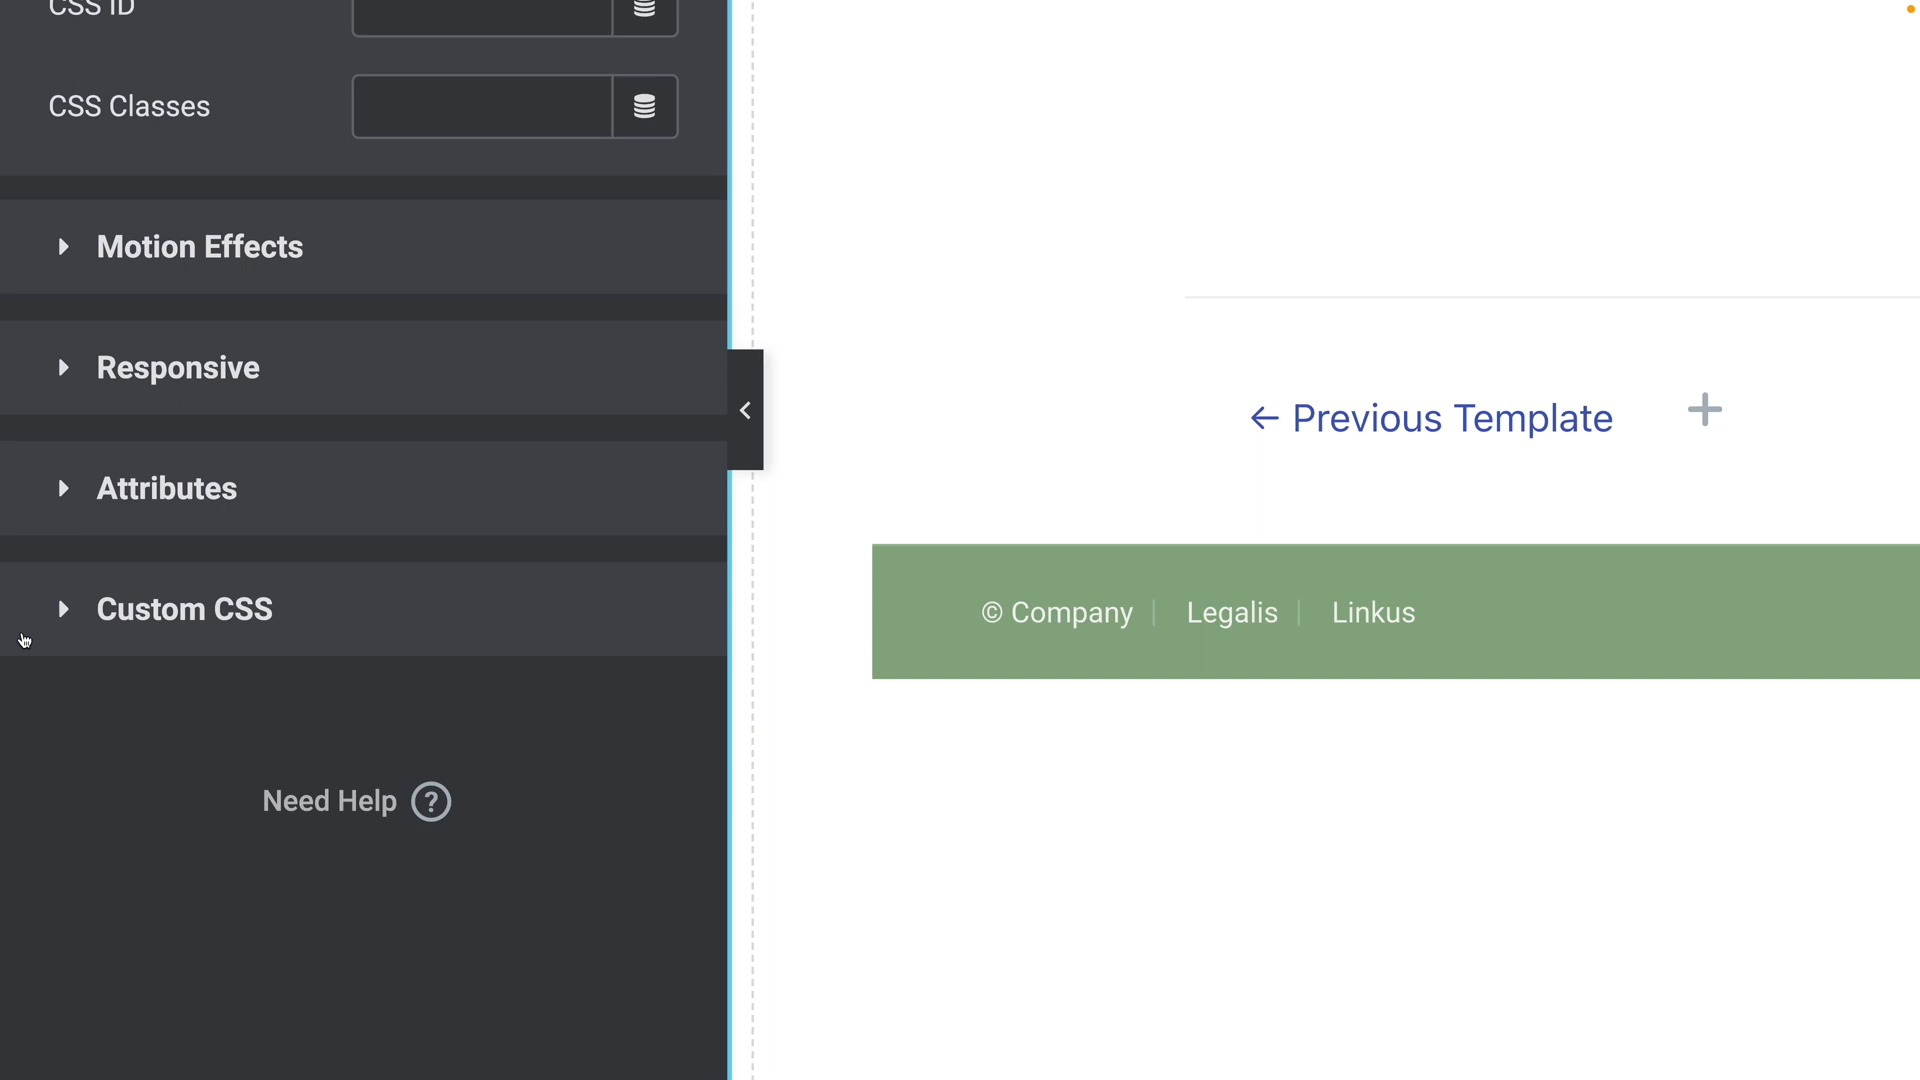 CSS ID
CSS Classes
Motion Effects
Responsive
Attributes
Custom CSS
Need Help ?
← Previous Template
© Company | Legalis | Linkus